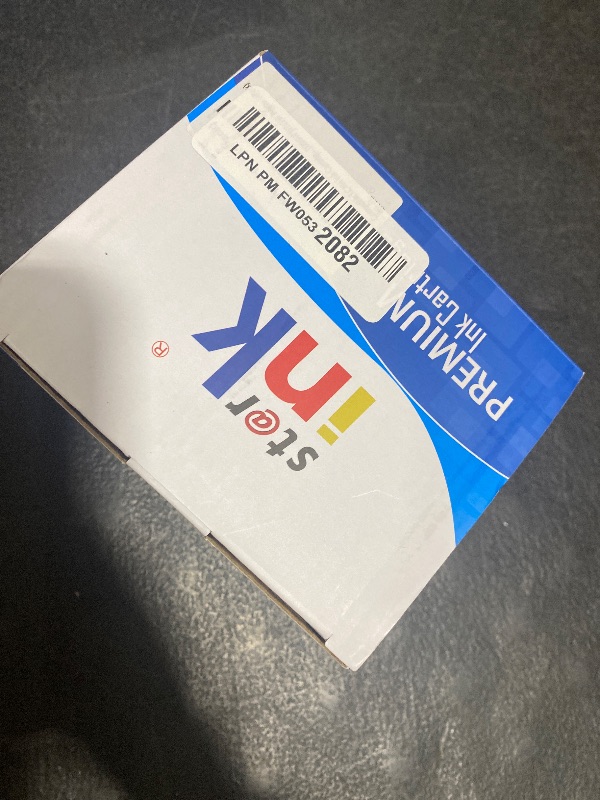 PREMIUM
Ink Cart
LPN PM FW053 2082
st@r
ink
®